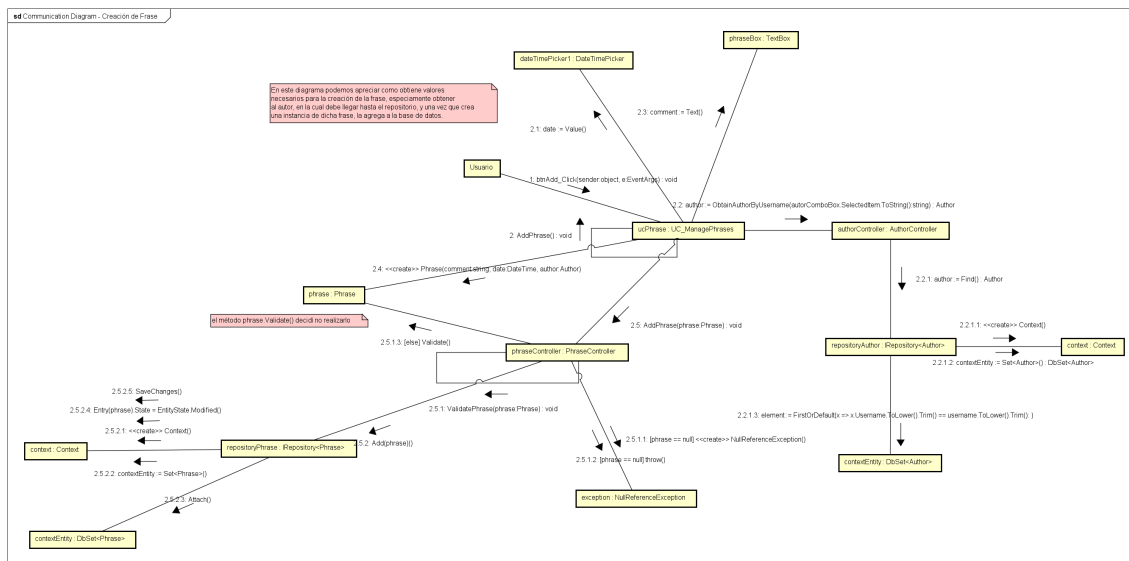 sd Communication Diagram - Creación de Frase
phraseBox : TextBox
dateTimePicker1 : DateTimePicker
En este diagrama podemos apreciar como obtiene valores
necesarios para la creación de la frase, especialmente obtener
al autor, en la cual debe llegar hasta el repositorio, y una vez que crea
una instancia de dicha frase, la agrega a la base de datos.
2.3: comment := Text()
2.1: date := Value()
Usuario
1: btnAdd_Click(sender:object, e:EventArgs) : void
2.2: author := ObtainAuthorByUsername(autorComboBox.SelectedItem.ToString():string) : Author
2: AddPhrase() : void
ucPhrase : UC_ManagePhrases
authorController : AuthorController
2.4: <<create>> Phrase(comment:string, date:DateTime, author:Author)
2.2.1: author := Find() : Author
phrase : Phrase
el método phrase.Validate() decidi no realizarlo
2.5: AddPhrase(phrase:Phrase) : void
2.5.1.3: [else] Validate()
2.2.1.1: <<create>> Context()
phraseController : PhraseController
repositoryAuthor : IRepository<Author>
context : Context
2.2.1.2: contextEntity := Set<Author>() : DbSet<Author>
2.5.2.5: SaveChanges()
2.5.1: ValidatePhrase(phrase:Phrase) : void
2.5.2.4: Entry(phrase).State = EntityState.Modified()
2.2.1.3: element := FirstOrDefault(x => x.Username.ToLower().Trim() == username.ToLower().Trim(); )
2.5.2.1: <<create>> Context()
2.5.2: Add(phrase)()
2.5.1.1: [phrase == null] <<create>> NullReferenceException()
context : Context
repositoryPhrase : IRepository<Phrase>
2.5.1.2: [phrase == null] throw()
contextEntity : DbSet<Author>
2.5.2.2: contextEntity := Set<Phrase>()
2.5.2.3: Attach()
exception : NullReferenceException
contextEntity : DbSet<Phrase>